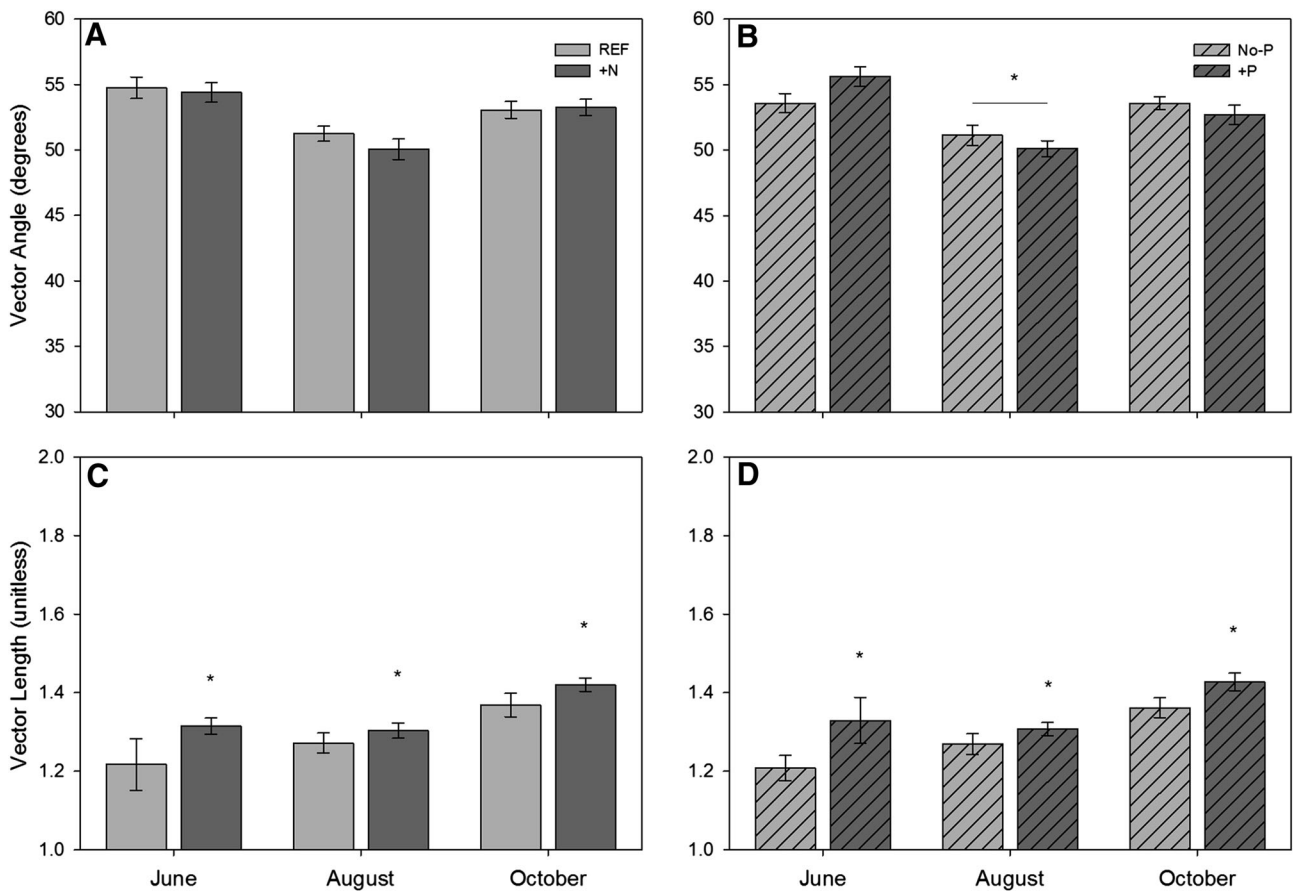 A
REF
+N
60
55
50
45
40
35
30
Vector Angle (degrees)
B
No-P
+P
*
60
55
50
45
40
35
30
C
2.0
1.8
1.6
1.4
1.2
1.0
Vector Length (unitless)
*
*
*
June
August
October
D
2.0
1.8
1.6
1.4
1.2
1.0
*
*
*
June
August
October